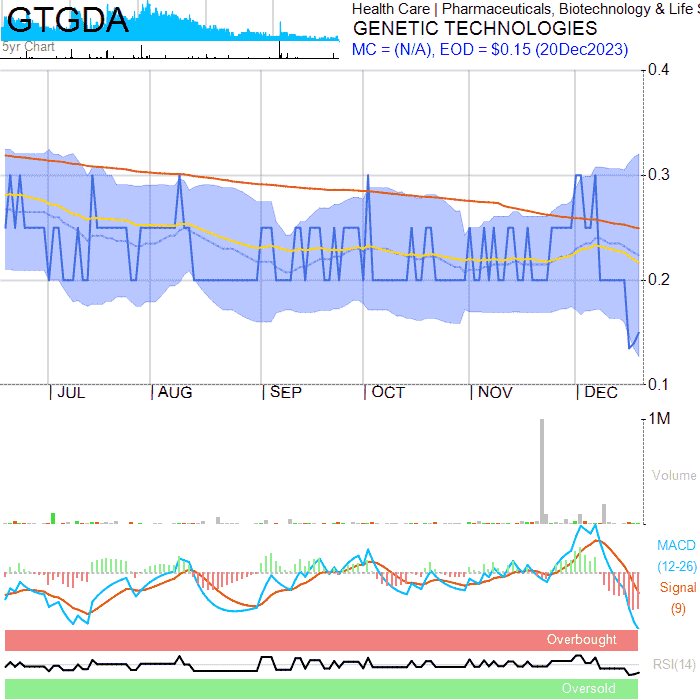 GTGDA
5yr Chart
Health Care | Pharmaceuticals, Biotechnology & Life S
GENETIC TECHNOLOGIES
MC = (N/A), EOD = $0.15 (20Dec2023)
0.4
0.3
0.2
0.1
| JUL | AUG | SEP | OCT | NOV | DEC
1M
Volume
MACD
(12-26)
Signal
(9)
Overbought
RSI(14)
Oversold